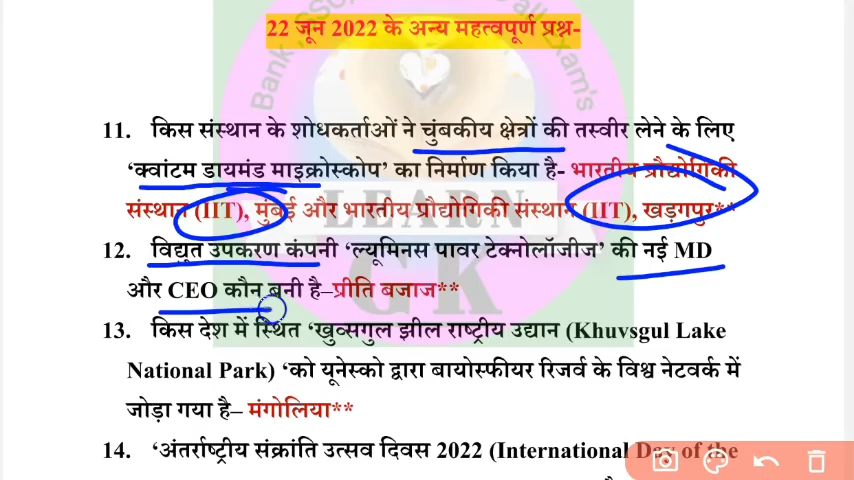 22 जून 2022 के अन्य महत्वपूर्ण प्रश्न-
11. किस संस्थान के शोधकर्ताओं ने चुंबकीय क्षेत्रों की तस्वीर लेने के लिए
‘क्वांटम डायमंड माइक्रोस्कोप’ का निर्माण किया है- भारतीय प्रौद्योगिकी
संस्थान (IIT), मुंबई और भारतीय प्रौद्योगिकी संस्थान (IIT), खड़गपुर**
12. विद्युत उपकरण कंपनी ‘ल्यूमिनस पावर टेक्नोलॉजीज’ की नई MD
और CEO कौन बनी है–प्रीति बजाज**
13. किस देश में स्थित ‘खुव्सगुल झील राष्ट्रीय उद्यान (Khuvsgul Lake
National Park) ‘को यूनेस्को द्वारा बायोस्फीयर रिजर्व के विश्व नेटवर्क में
जोड़ा गया है– मंगोलिया**
14. ‘अंतर्राष्ट्रीय संक्रांति उत्सव दिवस 2022 (International Day of the
LEARN
GK